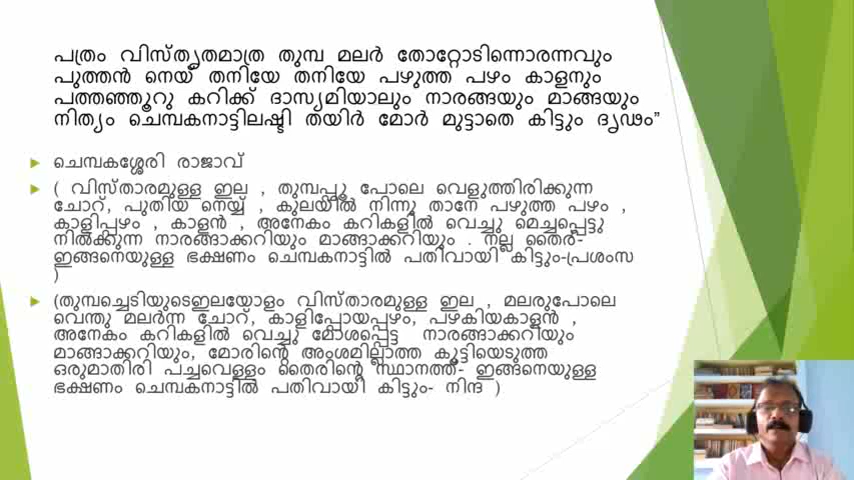 പത്രം വിസ്തൃതമാത്ര തുമ്പ മലർ തോറ്റോടിന്നൊരന്നവും
പുത്തൻ നെയ് തനിയേ തനിയേ പഴുത്ത പഴം കാളനും
പത്തഞ്ഞൂറു കറിക്ക് ദാസ്യമിയാലും നാരങ്ങയും മാങ്ങയും
നിത്യം ചെമ്പകനാട്ടിലഷ്ടി തയിർ മോർ മുട്ടാതെ കിട്ടും ദൃഢം”
ചെമ്പകശ്ശേരി രാജാവ്
( വിസ്താരമുള്ള ഇല , തുമ്പപ്പൂ പോലെ വെളുത്തിരിക്കുന്ന
ചോറ്, പുതിയ നെയ്യ് , കുലയിൽ നിന്നു താനേ പഴുത്ത പഴം ,
കാളിപ്പഴം , കാളൻ , അനേകം കറികളിൽ വെച്ചു മെച്ചപ്പെട്ടു
നിൽക്കുന്ന നാരങ്ങാക്കറിയും മാങ്ങാക്കറിയും . നല്ല തൈർ-
ഇങ്ങനെയുള്ള ഭക്ഷണം ചെമ്പകനാട്ടിൽ പതിവായി കിട്ടും-പ്രശംസ
)
(തുമ്പച്ചെടിയുടെഇലയോളം വിസ്താരമുള്ള ഇല , മലരുപോലെ
വെന്തു മലർന്ന ചോറ്, കാളിപ്പോയപ്പഴം, പഴകിയകാളൻ ,
അനേകം കറികളിൽ വെച്ചു മോശപ്പെട്ട നാരങ്ങാക്കറിയും
മാങ്ങാക്കറിയും, മോരിന്റെ അംശമില്ലാത്ത കൂട്ടിയെടുത്ത
ഒരുമാതിരി പച്ചവെള്ളം തൈരിന്റെ സ്ഥാനത്ത്- ഇങ്ങനെയുള്ള
ഭക്ഷണം ചെമ്പകനാട്ടിൽ പതിവായി കിട്ടും- നിന്ദ )